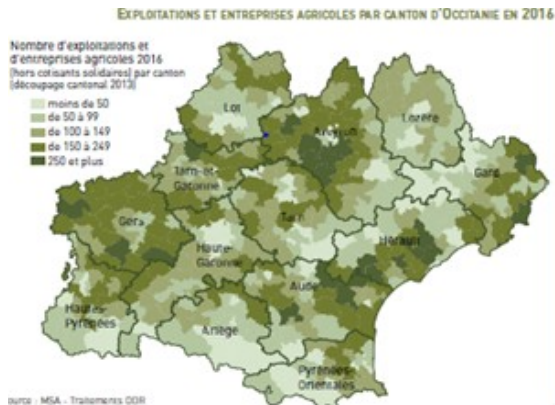 EXPLOITATIONS ET ENTREPRISES AGRICOLES PAR CANTON D'OCCITANIE EN 2016
Nombre d'exploitations et
d'entreprises agricoles 2016
(hors cotisants solidaires) par canton
(découpage cantonal 2013)
moins de 50
de 50 à 99
de 100 à 149
de 150 à 249
250 et plus
Lot
Aveyron
Lozère
Gard
Tarn-et-
Garonne
Gers
Tarn
Haute-
Garonne
Hérault
Aude
Hautes-
Pyrénées
Ariège
Pyrénées-
Orientales
ource : MSA - Traitements ODR